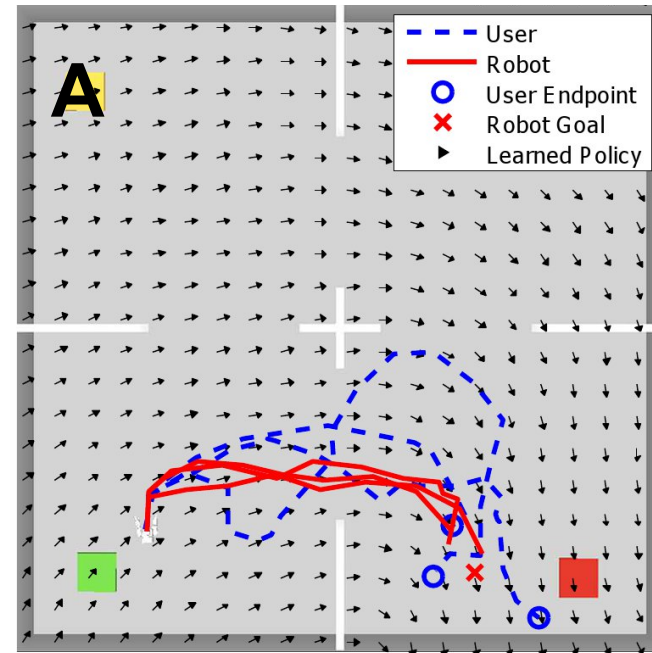 A
User
Robot
User Endpoint
Robot Goal
Learned Policy